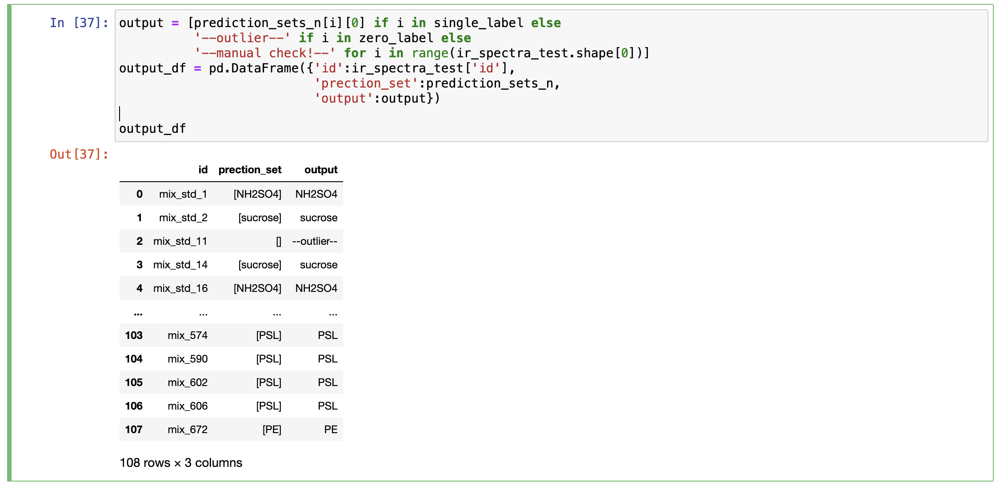 In [37]: output = [prediction_sets_n[i][0] if i in single_label else
'--outlier--' if i in zero_label else
'--manual check!--' for i in range(ir_spectra_test.shape[0])]
output_df = pd.DataFrame({'id':ir_spectra_test['id'],
'prection_set':prediction_sets_n,
'output':output})
output_df
Out[37]:
id prection_set output
0 mix_std_1 [NH2SO4] NH2SO4
1 mix_std_2 [sucrose] sucrose
2 mix_std_11 [] --outlier--
3 mix_std_14 [sucrose] sucrose
4 mix_std_16 [NH2SO4] NH2SO4
... ... ... ...
103 mix_574 [PSL] PSL
104 mix_590 [PSL] PSL
105 mix_602 [PSL] PSL
106 mix_606 [PSL] PSL
107 mix_672 [PE] PE
108 rows × 3 columns